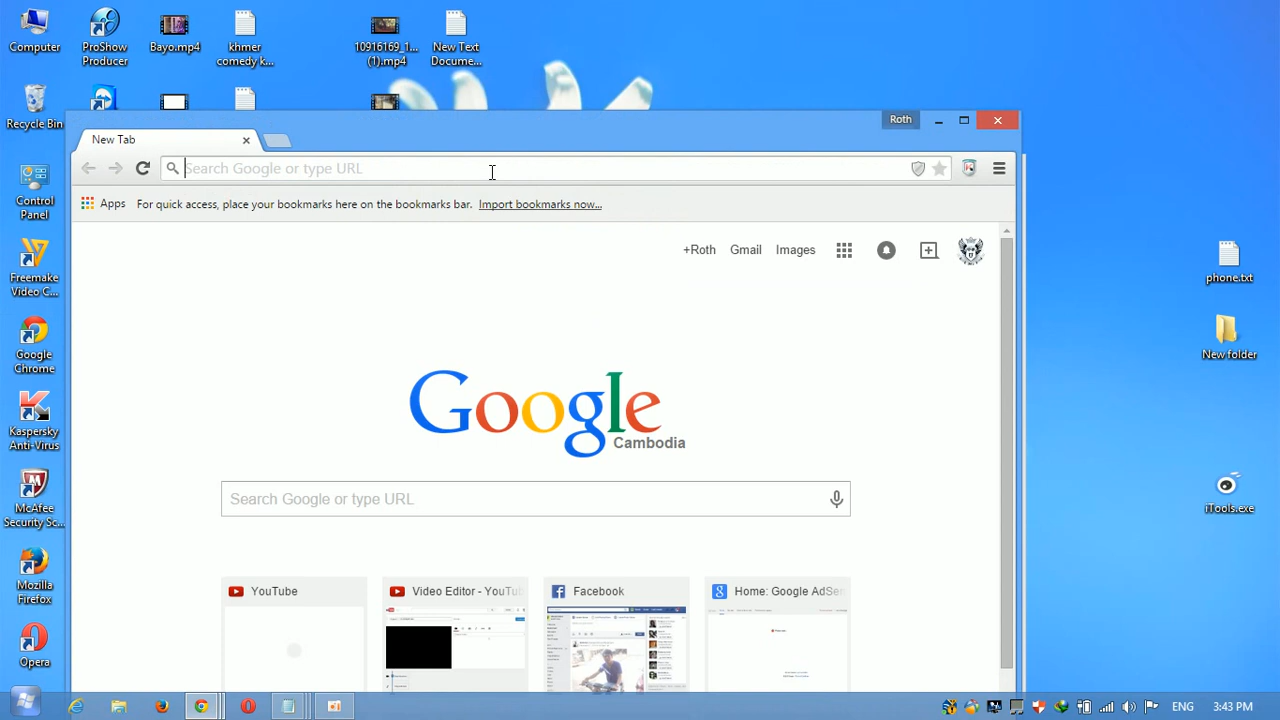 Computer
ProShow
Producer
Bayo.mp4
khmer
comedy k...
10916169_1...
(1).mp4
New Text
Docume...
Recycle Bin
Roth
New Tab
Search Google or type URL
Apps
For quick access, place your bookmarks here on the bookmarks bar.
Import bookmarks now...
Control
Panel
+Roth
Gmail
Images
Freemake
Video C...
phone.txt
Google
Chrome
New folder
Google
Cambodia
Kaspersky
Anti-Virus
Search Google or type URL
McAfee
Security Sc...
iTools.exe
Mozilla
Firefox
YouTube
Video Editor - YouTub
Facebook
Home: Google AdSen
Opera
ENG
3:43 PM